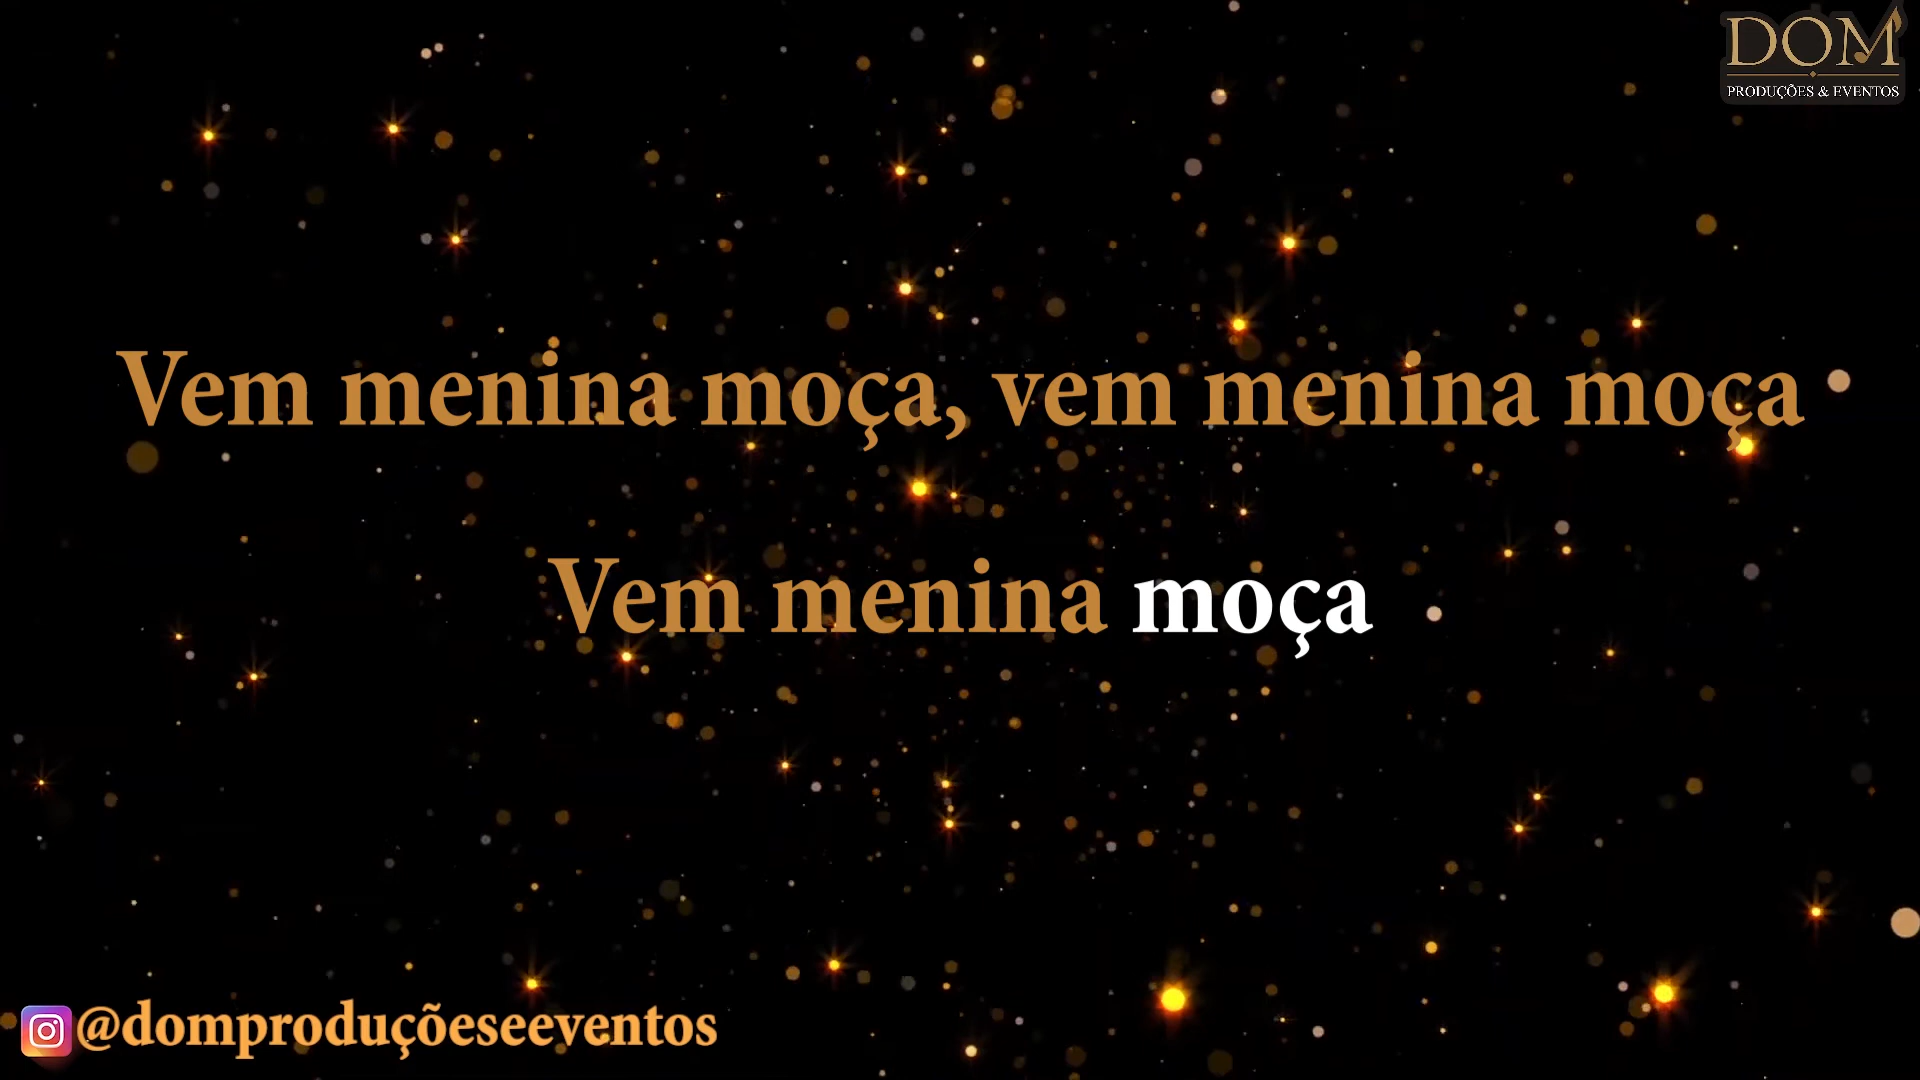 DOM
PRODUÇÕES & EVENTOS
Vem menina moça, vem menina moça
Vem menina moça
@domproduçõeseeventos